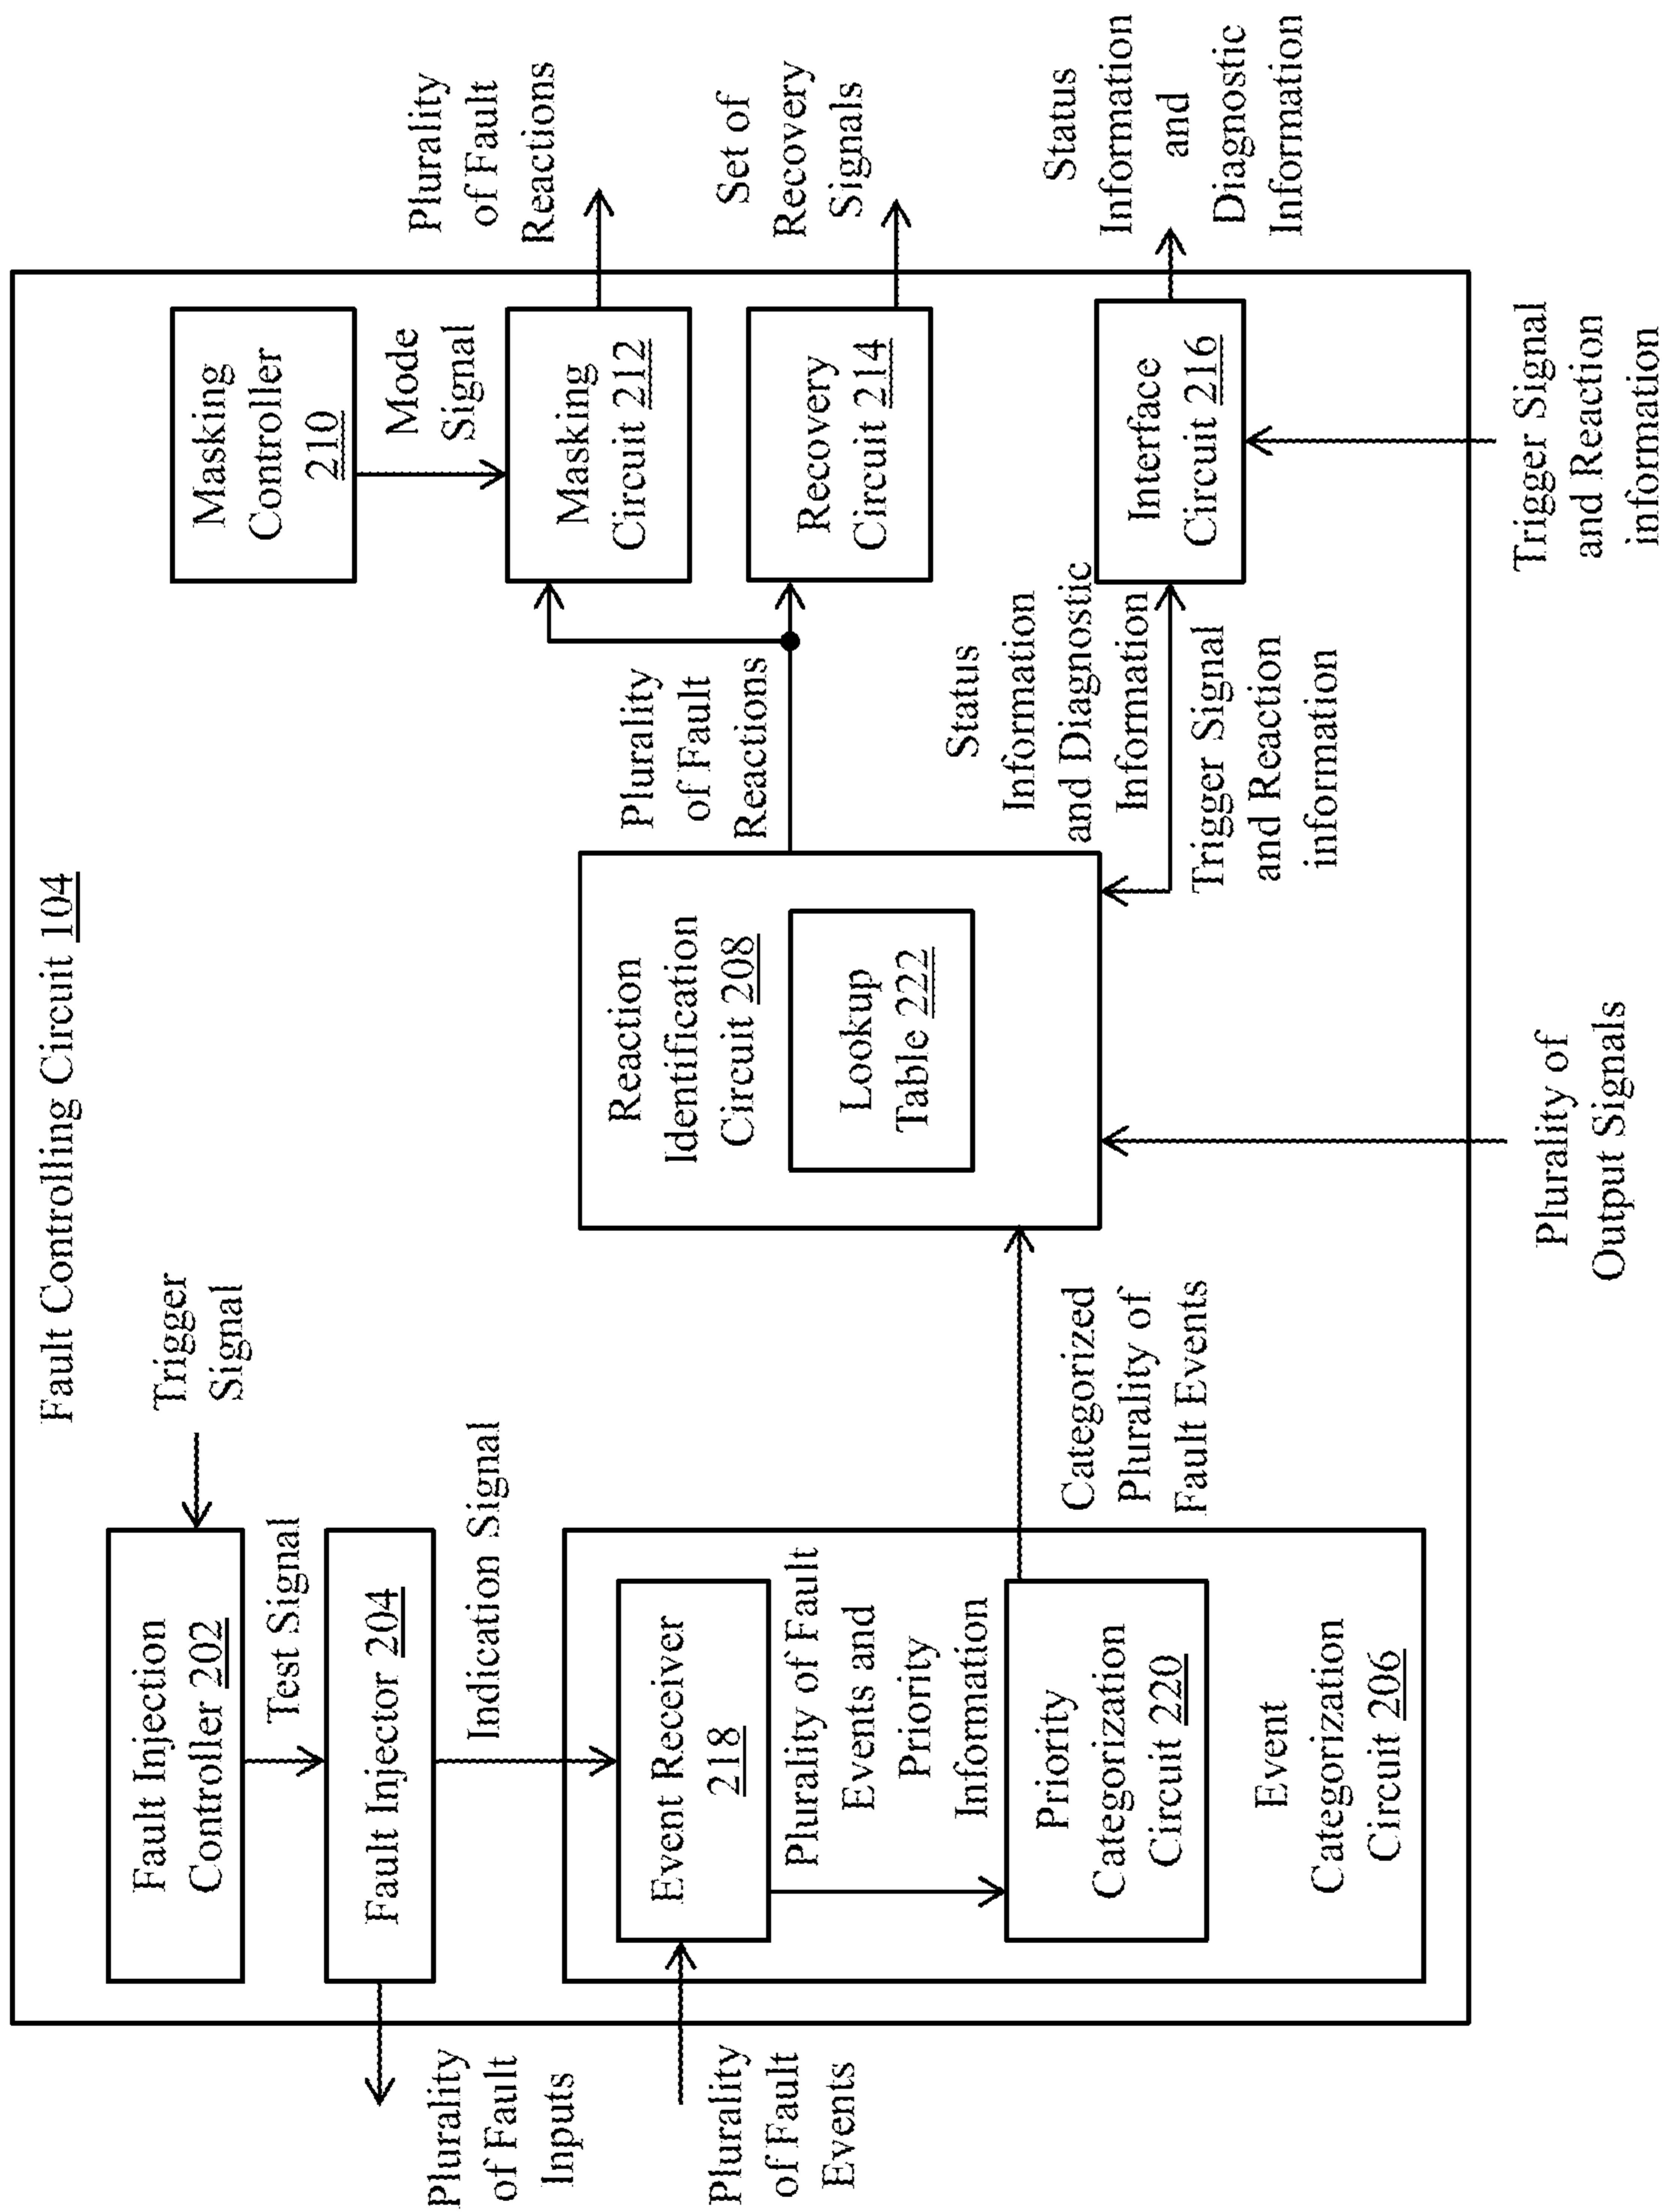 Fault Controlling Circuit 104
Trigger
Signal
Fault Injection
Controller 202
Test Signal
Fault Injector 204
Plurality
of Fault
Inputs
Indication Signal
Plurality
of Fault
Events
Event Receiver
218
Plurality of Fault
Events and
Priority
Information
Priority
Categorization
Circuit 220
Event
Categorization
Circuit 206
Categorized
Plurality of
Fault Events
Reaction
Identification
Circuit 208
Lookup
Table 222
Plurality of
Output Signals
Plurality
of Fault
Reactions
Masking
Controller
210
Mode
Signal
Masking
Circuit 212
Plurality
of Fault
Reactions
Recovery
Circuit 214
Set of
Recovery
Signals
Status
Information
and Diagnostic
Information
Trigger Signal
and Reaction
information
Interface
Circuit 216
Status
Information
and
Diagnostic
Information
Trigger Signal
and Reaction
information